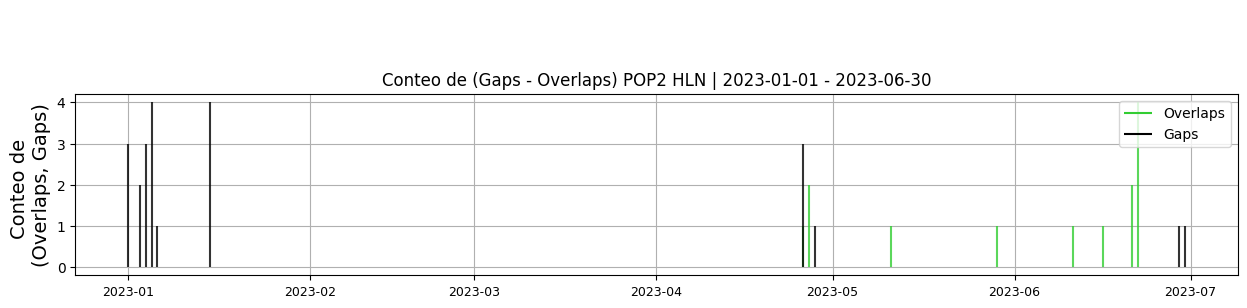 Conteo de (Gaps - Overlaps) POP2 HLN | 2023-01-01 - 2023-06-30
Conteo de
(Overlaps, Gaps)
4
3
2
1
0
Overlaps
Gaps
2023-01
2023-02
2023-03
2023-04
2023-05
2023-06
2023-07